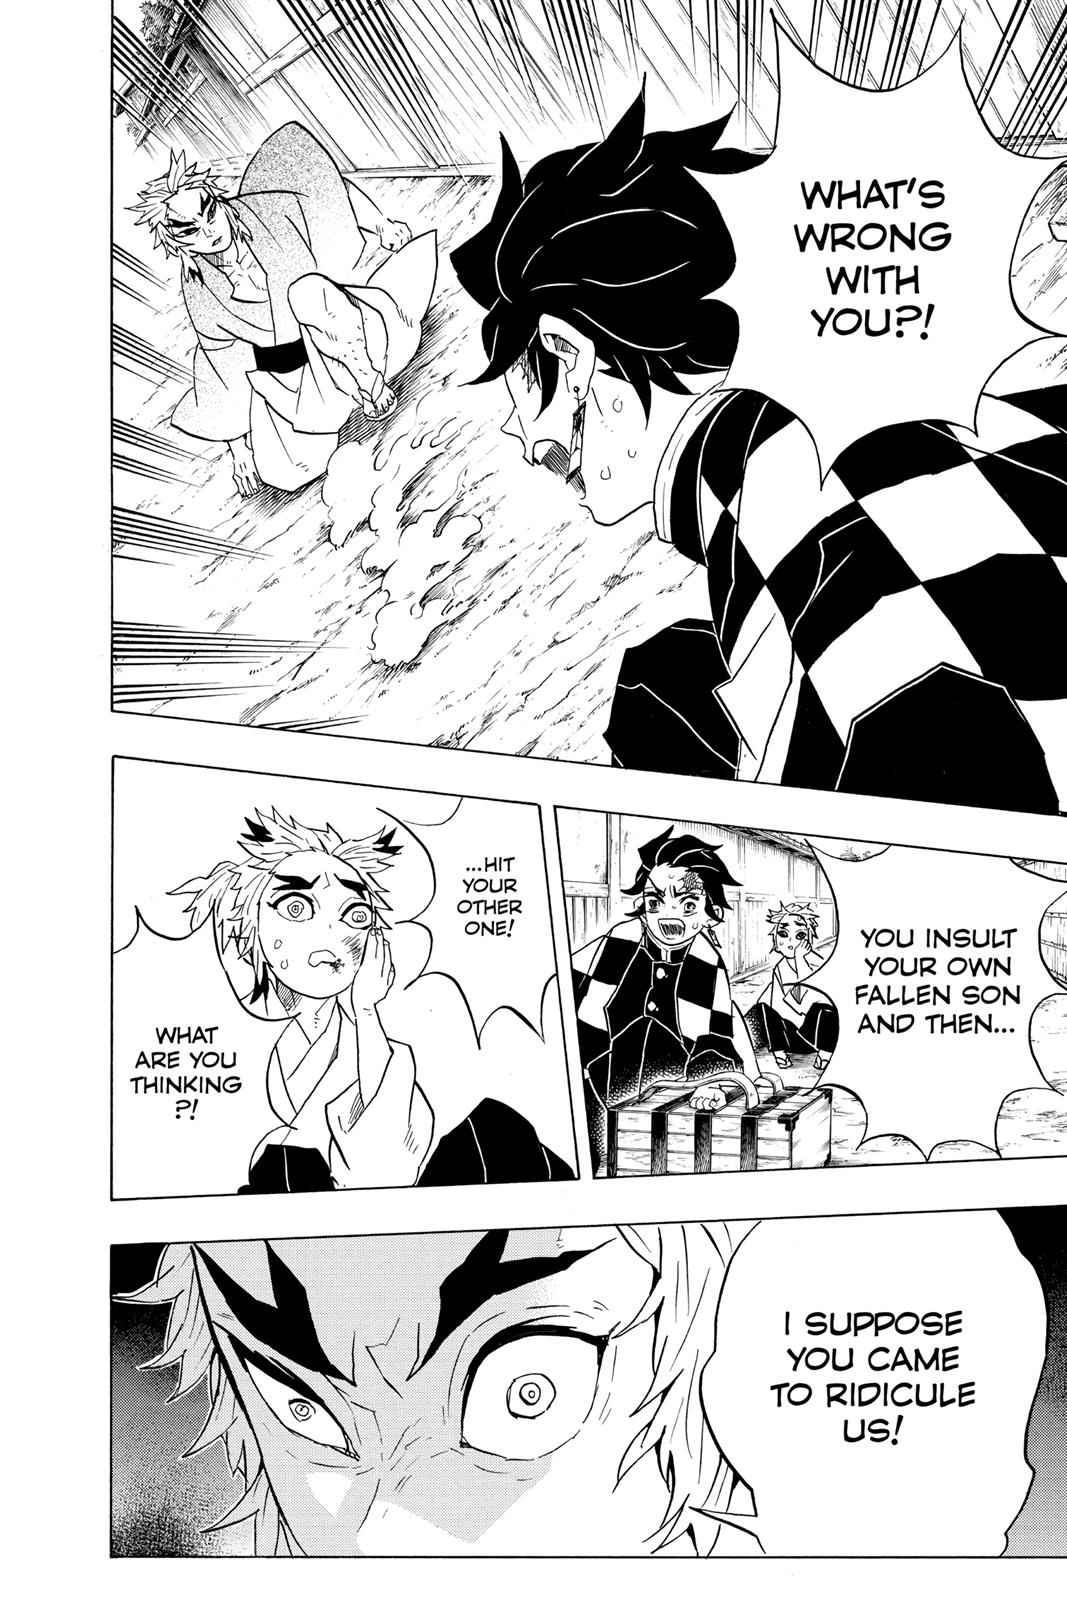 WHAT'S
WRONG
WITH
YOU?!
YOU INSULT
YOUR OWN
FALLEN SON
AND THEN...
...HIT
YOUR
OTHER
ONE!
WHAT
ARE YOU
THINKING
?!
I SUPPOSE
YOU CAME
TO RIDICULE
US!